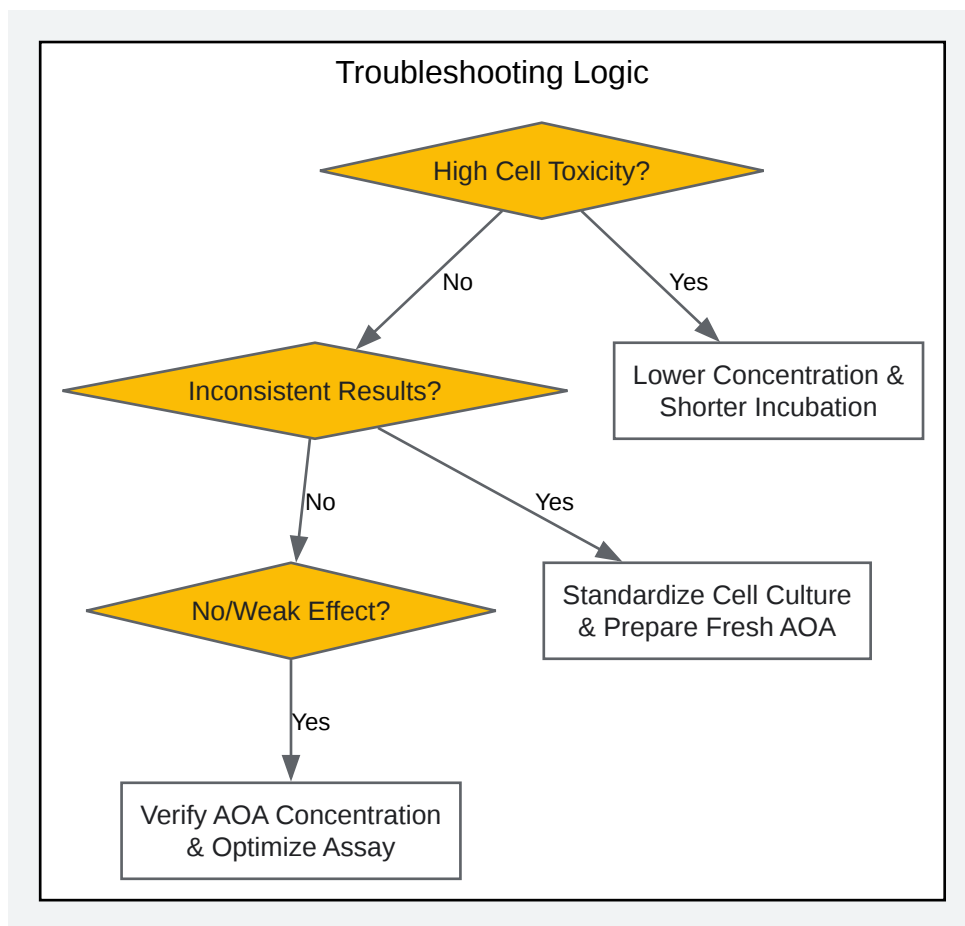 Troubleshooting Logic
High Cell Toxicity?
No
Yes
Inconsistent Results?
Lower Concentration &
Shorter Incubation
No
Yes
No/Weak Effect?
Standardize Cell Culture
& Prepare Fresh AOA
Yes
Verify AOA Concentration
& Optimize Assay